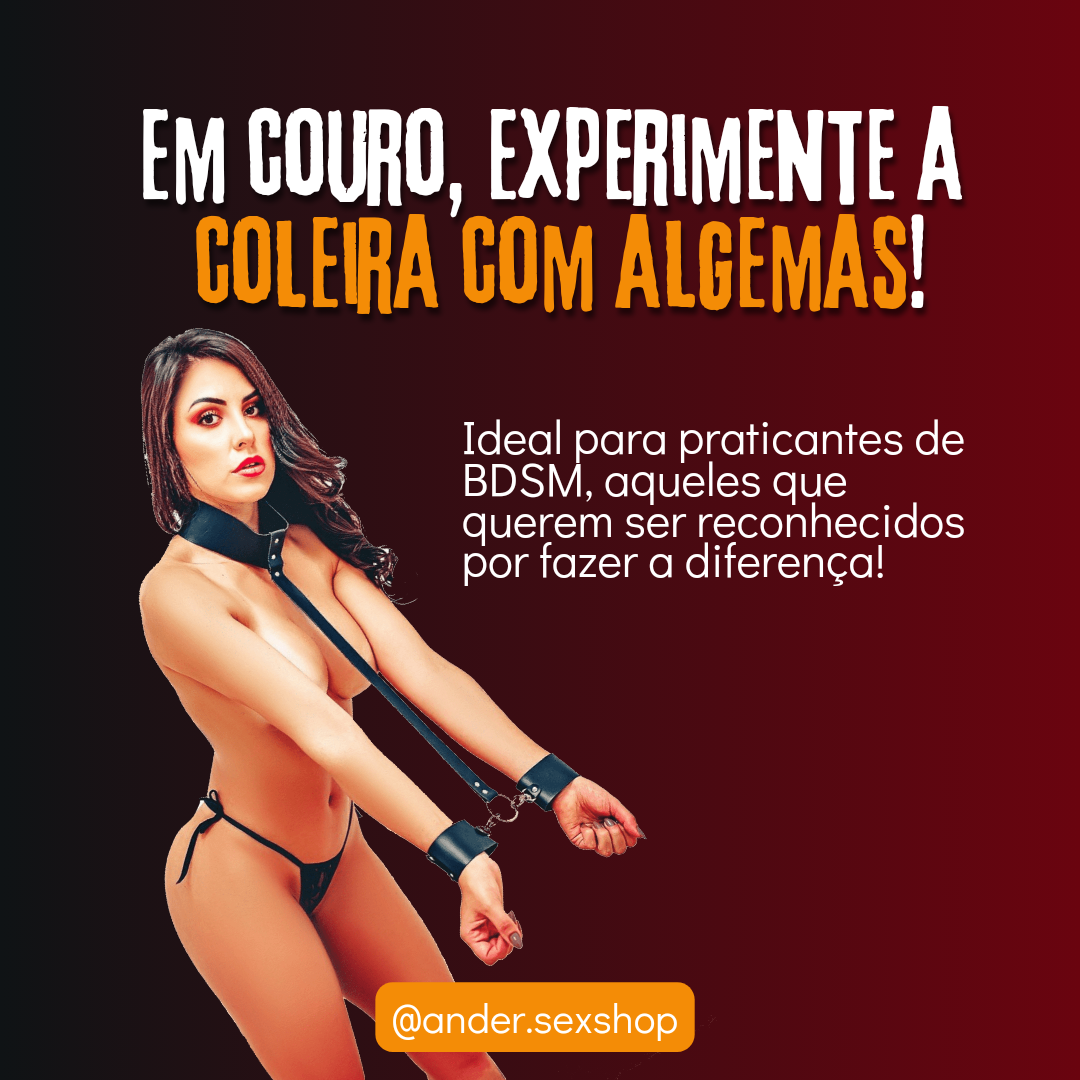 EM COURO, EXPERIMENTE A
COLEIRA COM ALGEMAS!
Ideal para praticantes de
BDSM, aqueles que
querem ser reconhecidos
por fazer a diferença!
@ander.sexshop